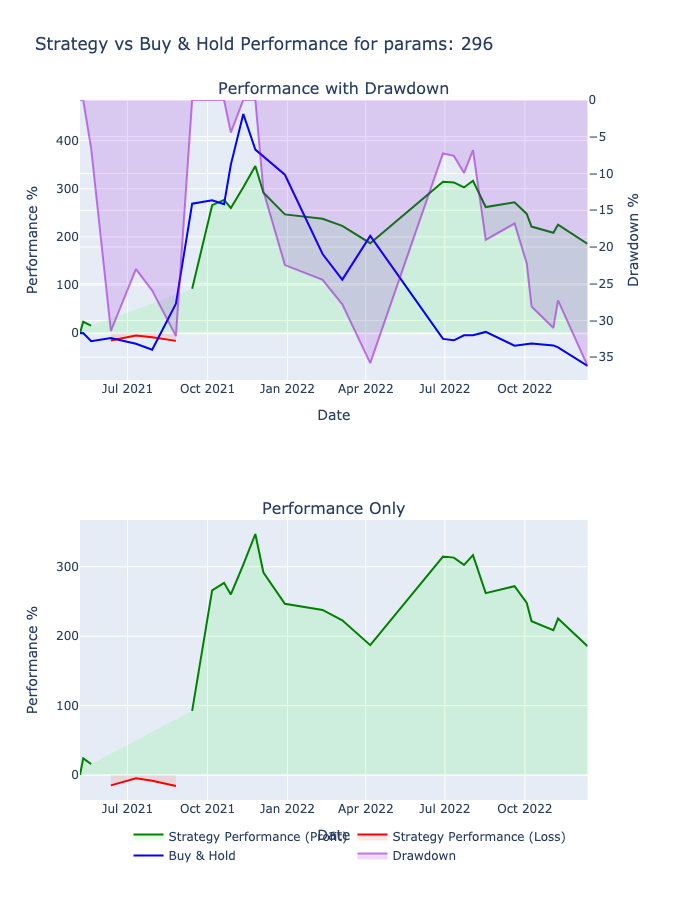 Strategy vs Buy & Hold Performance for params: 296
Performance with Drawdown
Performance %
400
300
200
100
0
0
−5
−10
−15
−20
−25
−30
−35
Drawdown %
Jul 2021 Oct 2021 Jan 2022 Apr 2022 Jul 2022 Oct 2022
Date
Performance Only
Performance %
300
200
100
0
Jul 2021 Oct 2021 Jan 2022 Apr 2022 Jul 2022 Oct 2022
Date
Strategy Performance (Profit) Strategy Performance (Loss)
Buy & Hold Drawdown